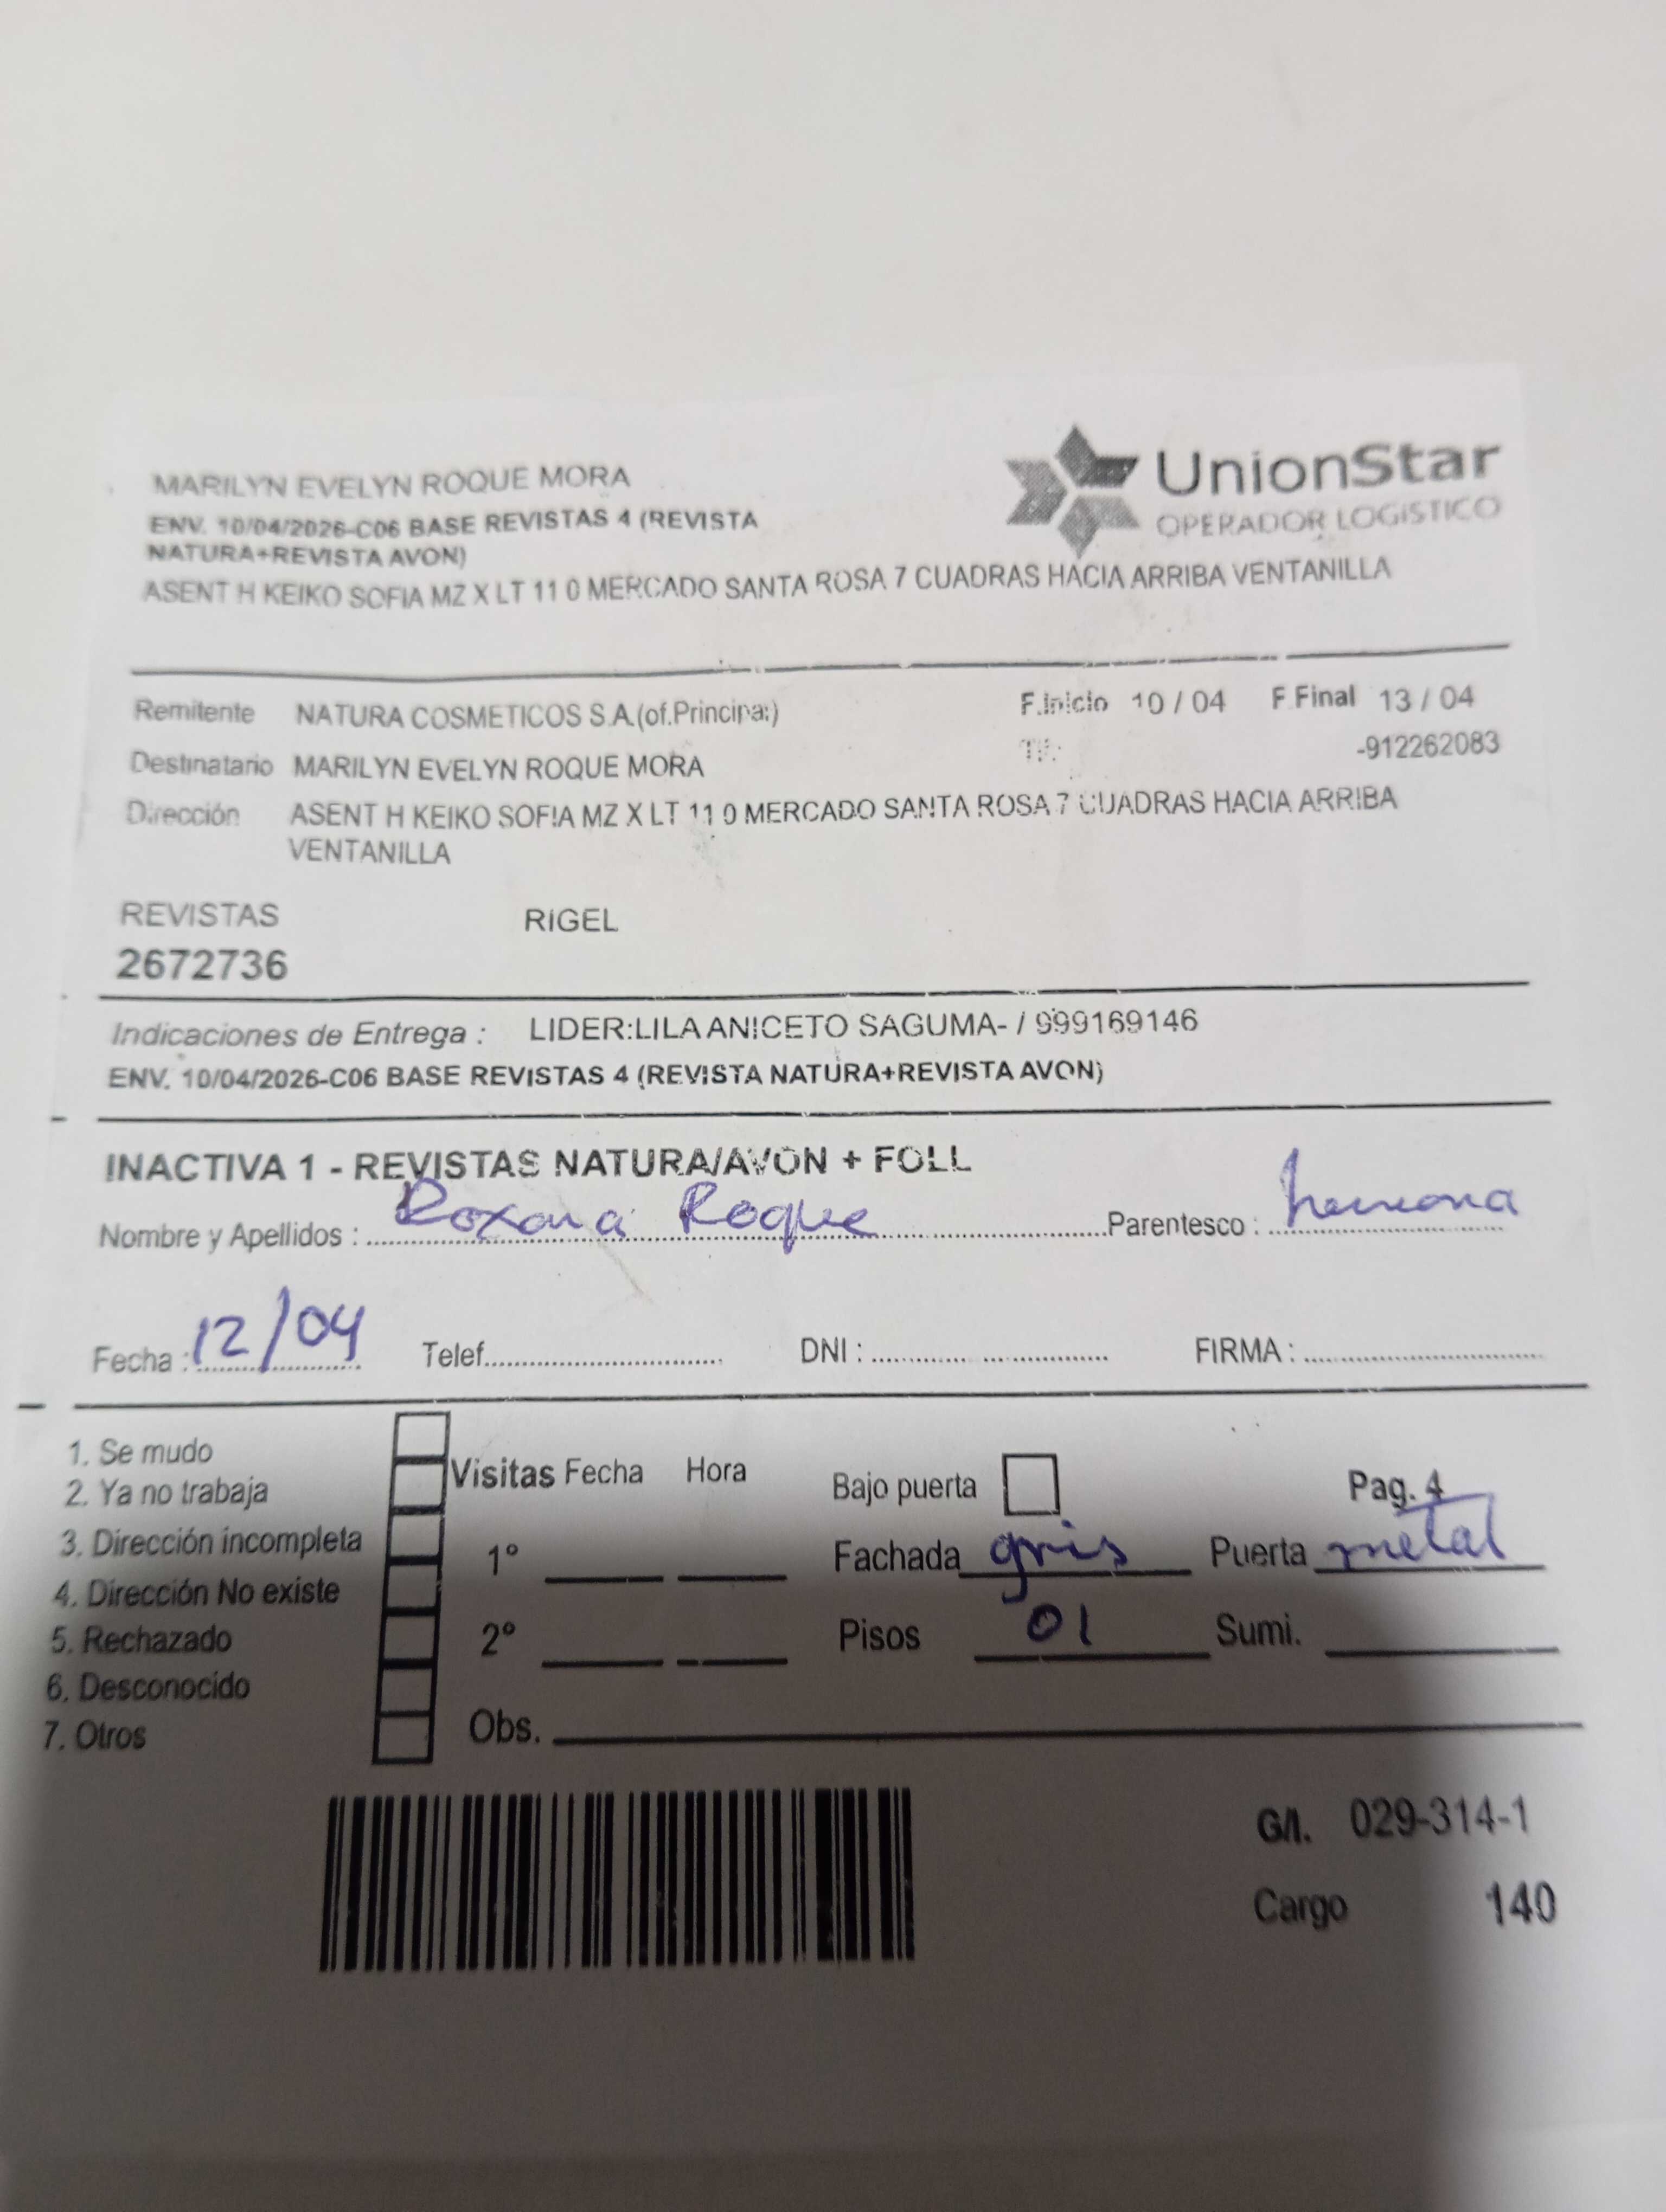 MARILYN EVELYN ROQUE MORA
ENV. 10/04/2026-C06 BASE REVISTAS 4 (REVISTA
NATURA+REVISTA AVON)
ASENT H KEIKO SOFIA MZ X LT 11 0 MERCADO SANTA ROSA 7 CUADRAS HACIA ARRIBA VENTANILLA
UnionStar
OPERADOR LOGISTICO
Remitente NATURA COSMETICOS S.A.(of.Principal) F.Inicio 10 / 04 F.Final 13 / 04
Destinatario MARILYN EVELYN ROQUE MORA Tlf: -912262083
Dirección ASENT H KEIKO SOFIA MZ X LT 11 0 MERCADO SANTA ROSA 7 CUADRAS HACIA ARRIBA
VENTANILLA
REVISTAS RIGEL
2672736
Indicaciones de Entrega : LIDER:LILA ANICETO SAGUMA- / 999169146
ENV. 10/04/2026-C06 BASE REVISTAS 4 (REVISTA NATURA+REVISTA AVON)
INACTIVA 1 - REVISTAS NATURA/AVON + FOLL
Nombre y Apellidos : Roxana Roque Parentesco : hermana
Fecha : 12/04 Telef. DNI : FIRMA :
1. Se mudo
2. Ya no trabaja
3. Dirección incompleta
4. Dirección No existe
5. Rechazado
6. Desconocido
7. Otros
Visitas Fecha Hora
1°
2°
Obs.
Bajo puerta Pag. 4
Fachada gris Puerta metal
Pisos 01 Sumi.
G/I. 029-314-1
Cargo 140